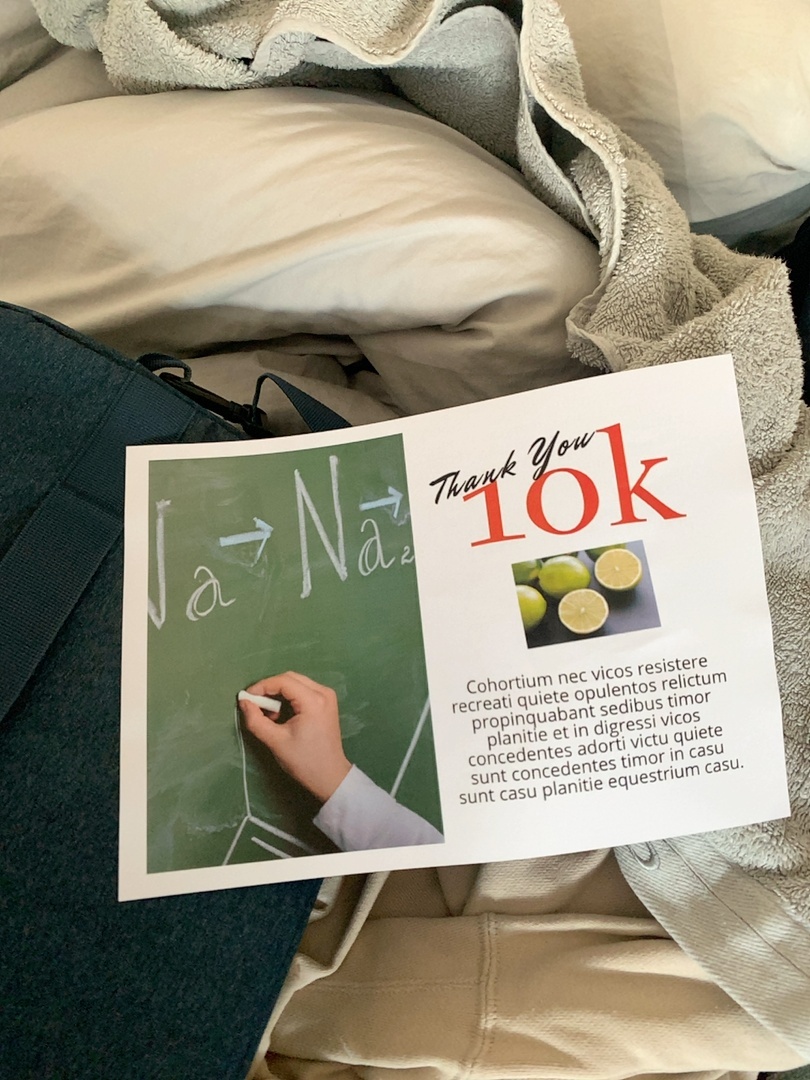 Na → Na₂
Thank You
10k
Cohortium nec vicos resistere
recreati quiete opulentos relictum
propinquabant sedibus timor
planitie et in digressi vicos
concedentes adorti victu quiete
sunt concedentes timor in casu
sunt casu planitie equestrium casu.